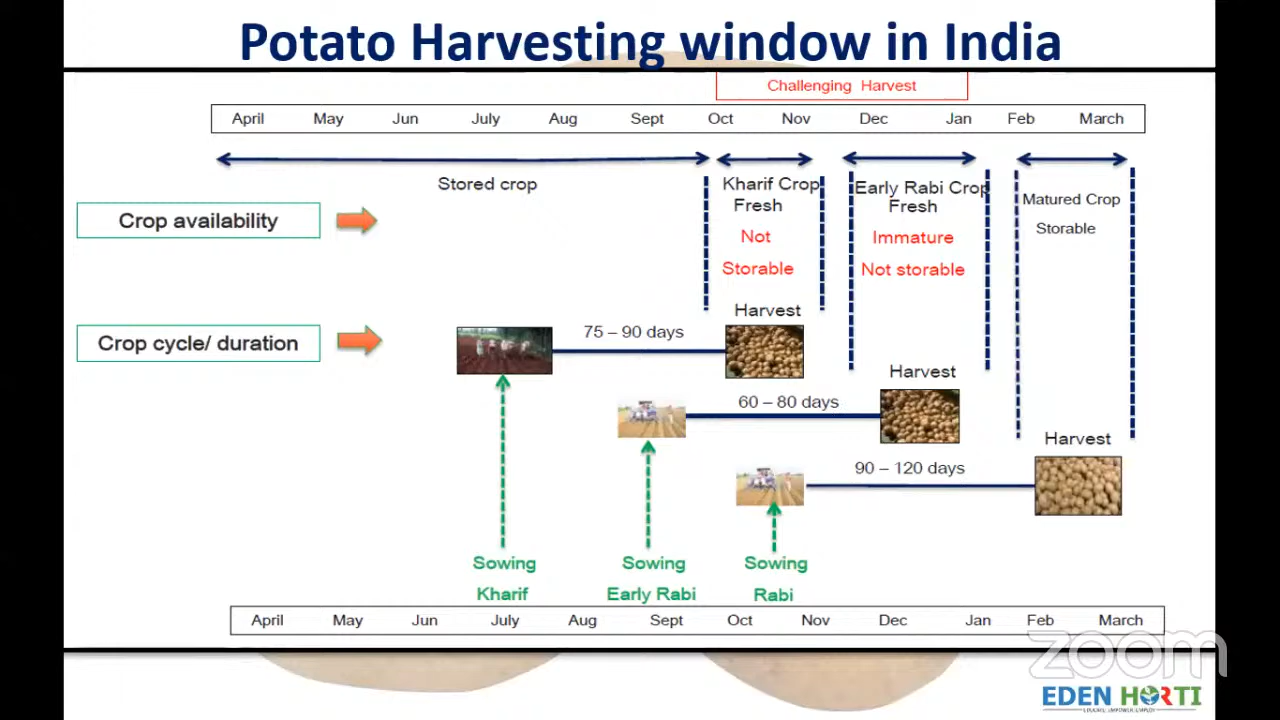 Potato Harvesting window in India
Challenging Harvest
April May Jun July Aug Sept Oct Nov Dec Jan Feb March
Stored crop
Kharif Crop
Fresh
Not
Storable
Early Rabi Crop
Fresh
Immature
Not storable
Matured Crop
Storable
Crop availability
Harvest
75 – 90 days
Crop cycle/ duration
Harvest
60 – 80 days
Harvest
90 – 120 days
Sowing
Kharif
Sowing
Early Rabi
Sowing
Rabi
April May Jun July Aug Sept Oct Nov Dec Jan Feb March
zoom
EDEN HORTI
EDUCATE, EMPOWER, EMPLOY